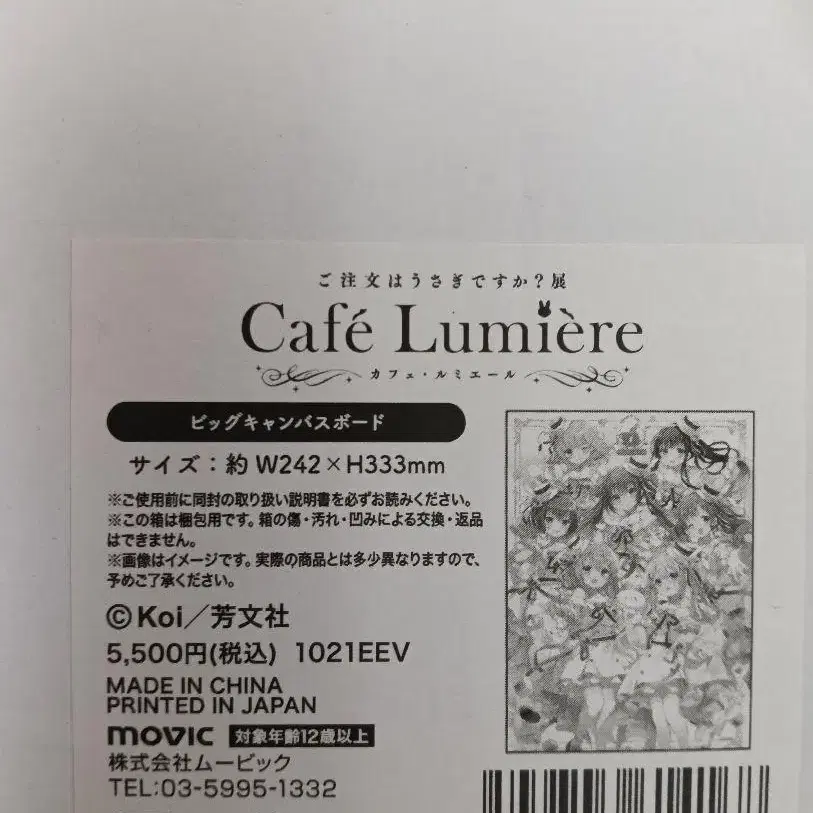 ご注文はうさぎですか？展
Café Lumière
カフェ・ルミエール
ビッグキャンバスボード
サイズ：約 W242×H333mm
※ご使用前に同封の取り扱い説明書を必ずお読みください。
※この箱は梱包用です。箱の傷・汚れ・凹みによる交換・返品
はできません。
※画像はイメージです。実際の商品とは多少異なりますので、
予めご了承ください。
©Koi／芳文社
5,500円(税込) 1021EEV
MADE IN CHINA
PRINTED IN JAPAN
movic 対象年齢12歳以上
株式会社ムービック
TEL:03-5995-1332